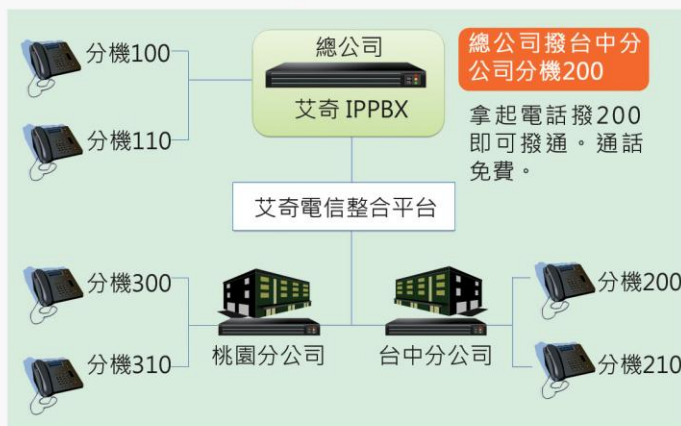 分機100
分機110
總公司
艾奇 IPPBX
總公司撥台中分
公司分機200
拿起電話撥200
即可撥通。通話
免費。
艾奇電信整合平台
分機300
分機310
桃園分公司
台中分公司
分機200
分機210